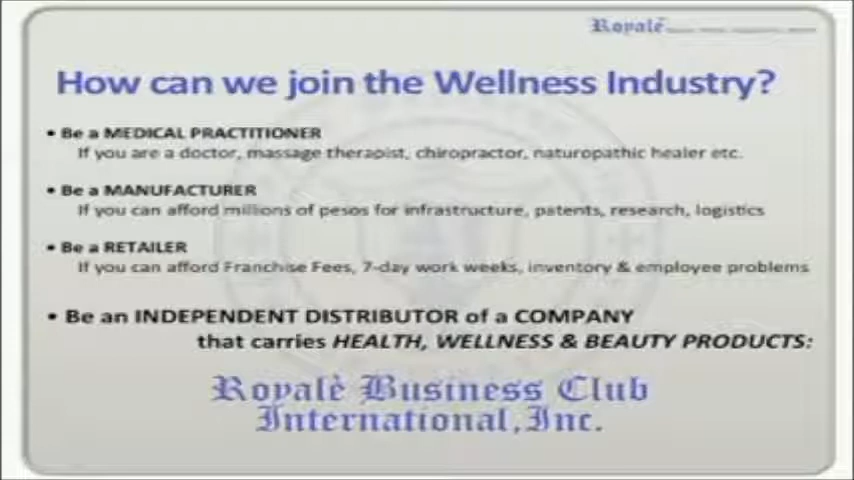 Royalè
How can we join the Wellness Industry?
• Be a MEDICAL PRACTITIONER
If you are a doctor, massage therapist, chiropractor, naturopathic healer etc.
• Be a MANUFACTURER
If you can afford millions of pesos for infrastructure, patents, research, logistics
• Be a RETAILER
If you can afford Franchise Fees, 7-day work weeks, inventory & employee problems
• Be an INDEPENDENT DISTRIBUTOR of a COMPANY
that carries HEALTH, WELLNESS & BEAUTY PRODUCTS:
Royalè Business Club
International,Inc.